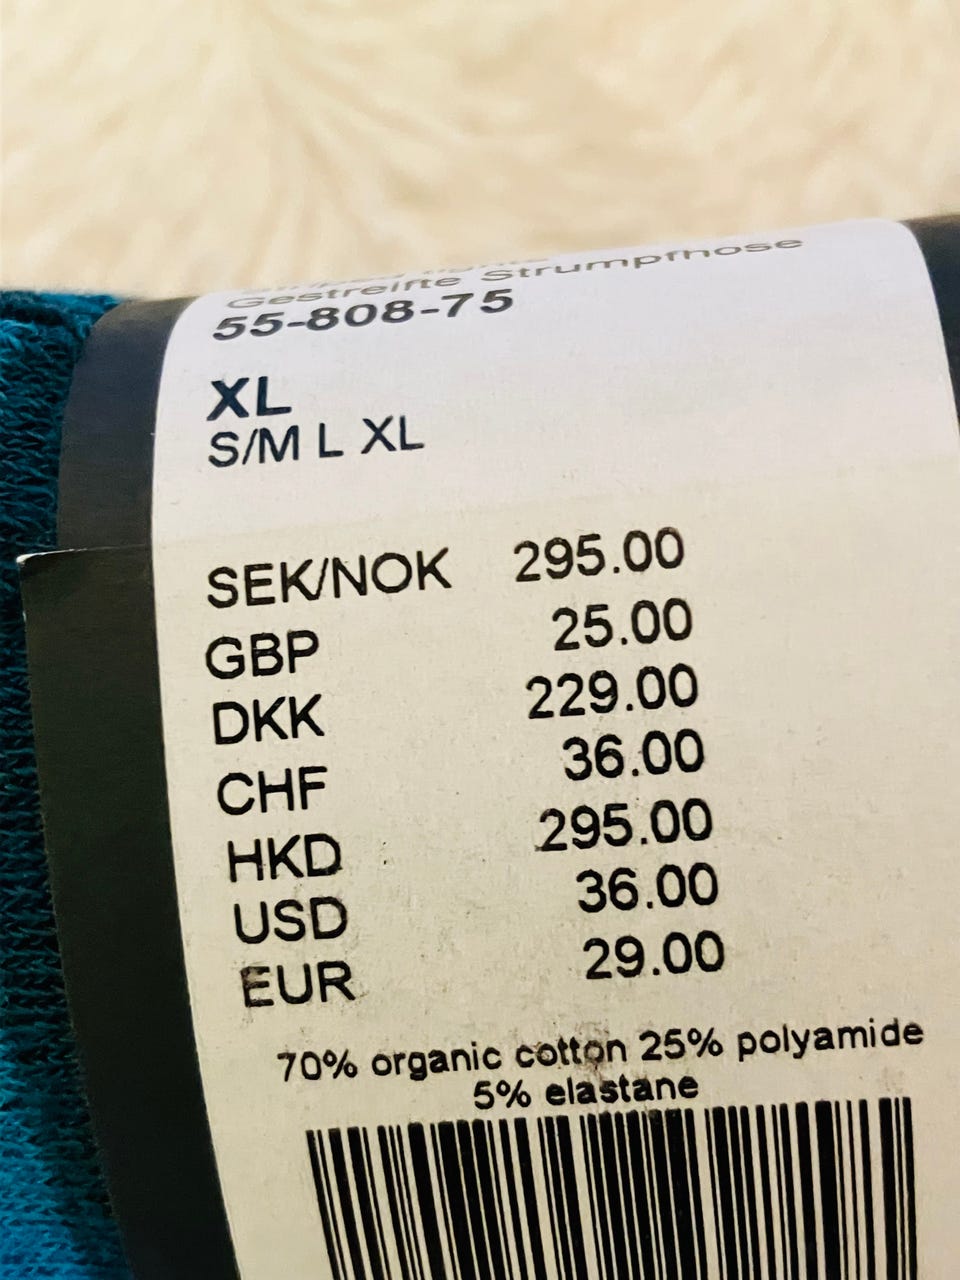 Gestreifte Strumpfhose
55-808-75
XL
S/M L XL
SEK/NOK 295.00
GBP 25.00
DKK 229.00
CHF 36.00
HKD 295.00
USD 36.00
EUR 29.00
70% organic cotton 25% polyamide
5% elastane